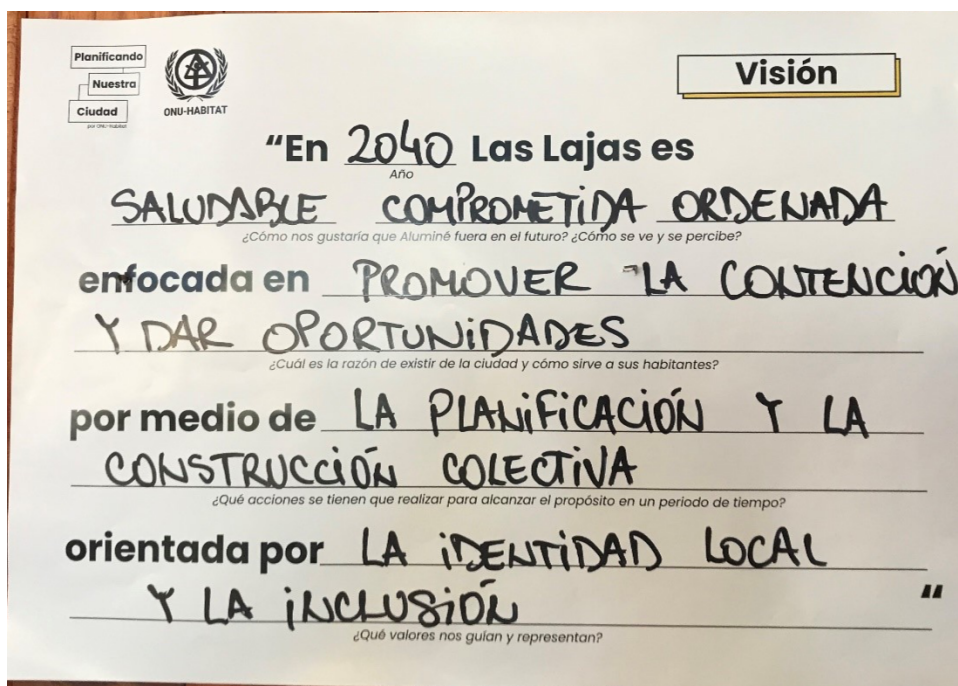 Planificando
Nuestra
Ciudad
por ONU-Habitat
ONU-HABITAT
Visión
“En 2040 Las Lajas es
Año
SALUDABLE COMPROMETIDA ORDENADA
¿Cómo nos gustaría que Aluminé fuera en el futuro? ¿Cómo se ve y se percibe?
enfocada en PROMOVER LA CONTENCIÓN
Y DAR OPORTUNIDADES
¿Cuál es la razón de existir de la ciudad y cómo sirve a sus habitantes?
por medio de LA PLANiFiCACIÓN Y LA
CONSTRUCCIÓN COLECTIVA
¿Qué acciones se tienen que realizar para alcanzar el propósito en un periodo de tiempo?
orientada por LA iDENTiDAD LOCAL
Y LA iNCLUSiÓN "
¿Qué valores nos guían y representan?